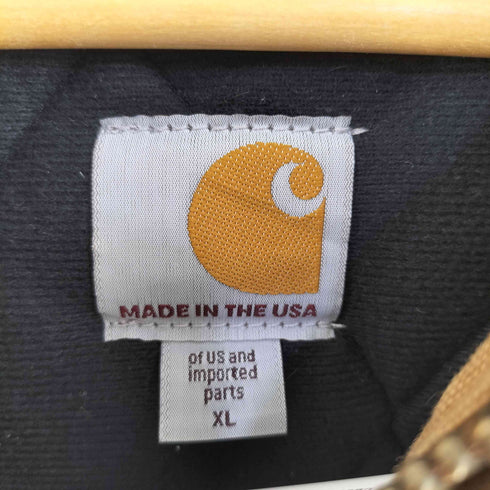 MADE IN THE USA
of US and
imported
parts
XL